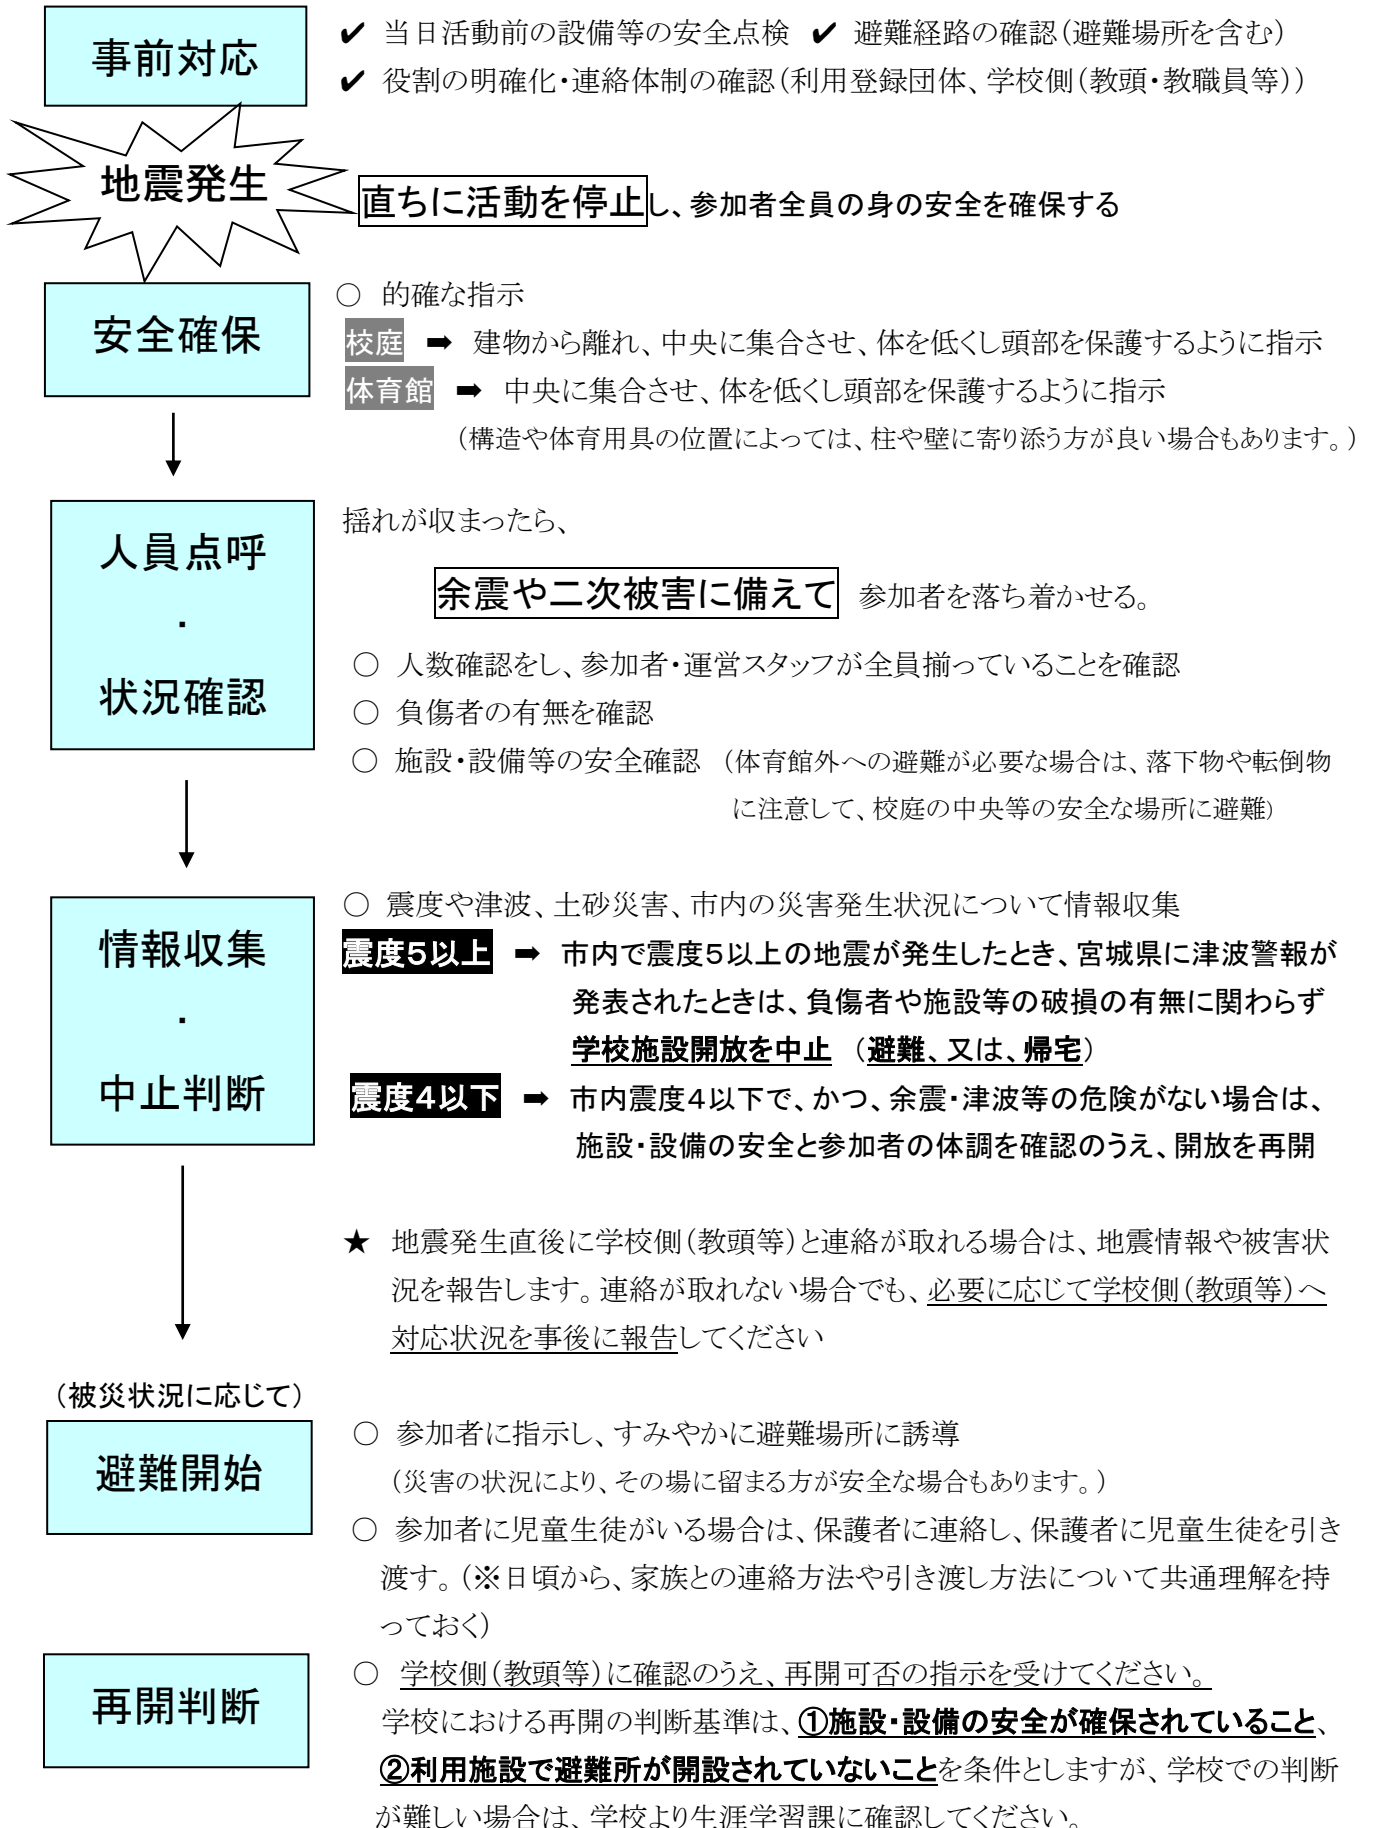 事前対応
✔ 当日活動前の設備等の安全点検 ✔ 避難経路の確認（避難場所を含む）
✔ 役割の明確化・連絡体制の確認（利用登録団体、学校側（教頭・教職員等））
地震発生
直ちに活動を停止し、参加者全員の身の安全を確保する
安全確保
○ 的確な指示
校庭 ➡ 建物から離れ、中央に集合させ、体を低くし頭部を保護するように指示
体育館 ➡ 中央に集合させ、体を低くし頭部を保護するように指示
（構造や体育用具の位置によっては、柱や壁に寄り添う方が良い場合もあります。）
人員点呼
・
状況確認
揺れが収まったら、
余震や二次被害に備えて 参加者を落ち着かせる。
○ 人数確認をし、参加者・運営スタッフが全員揃っていることを確認
○ 負傷者の有無を確認
○ 施設・設備等の安全確認 （体育館外への避難が必要な場合は、落下物や転倒物
に注意して、校庭の中央等の安全な場所に避難）
情報収集
・
中止判断
○ 震度や津波、土砂災害、市内の災害発生状況について情報収集
震度５以上 ➡ 市内で震度５以上の地震が発生したとき、宮城県に津波警報が
発表されたときは、負傷者や施設等の破損の有無に関わらず
学校施設開放を中止 （避難、又は、帰宅）
震度４以下 ➡ 市内震度４以下で、かつ、余震・津波等の危険がない場合は、
施設・設備の安全と参加者の体調を確認のうえ、開放を再開
★ 地震発生直後に学校側（教頭等）と連絡が取れる場合は、地震情報や被害状
況を報告します。連絡が取れない場合でも、必要に応じて学校側（教頭等）へ
対応状況を事後に報告してください
（被災状況に応じて）
避難開始
○ 参加者に指示し、すみやかに避難場所に誘導
（災害の状況により、その場に留まる方が安全な場合もあります。）
○ 参加者に児童生徒がいる場合は、保護者に連絡し、保護者に児童生徒を引き
渡す。（※日頃から、家族との連絡方法や引き渡し方法について共通理解を持
っておく）
再開判断
○ 学校側（教頭等）に確認のうえ、再開可否の指示を受けてください。
学校における再開の判断基準は、①施設・設備の安全が確保されていること、
②利用施設で避難所が開設されていないことを条件としますが、学校での判断
が難しい場合は、学校より生涯学習課に確認してください。